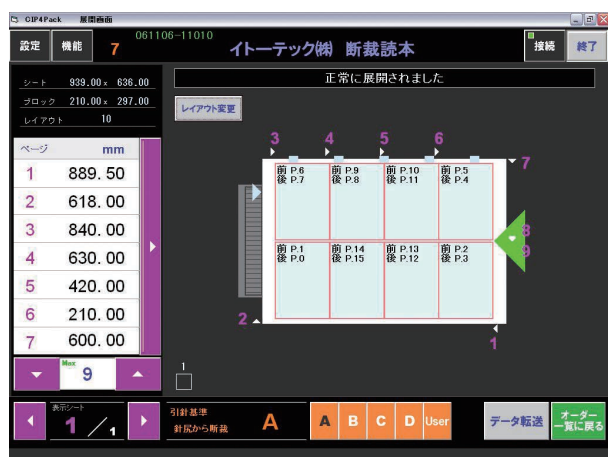 CIP4Pack 展開画面
設定 機能 7 061106-11010 イトーテック㈱ 断裁読本 接続 終了
シート 939.00 x 636.00
ブロック 210.00 x 297.00
レイアウト 10
正常に展開されました
レイアウト変更
ページ mm
1 889.50
2 618.00
3 840.00
4 630.00
5 420.00
6 210.00
7 600.00
Max 9
3 4 5 6
7
前 P.6 前 P.9 前 P.10 前 P.5
後 P.7 後 P.8 後 P.11 後 P.4
8
9
前 P.1 前 P.14 前 P.13 前 P.2
後 P.0 後 P.15 後 P.12 後 P.3
2
1
1
表示シート
1 / 1
引針基準
針尻から断裁
A
A B C D User
データ転送
オーダー
一覧に戻る